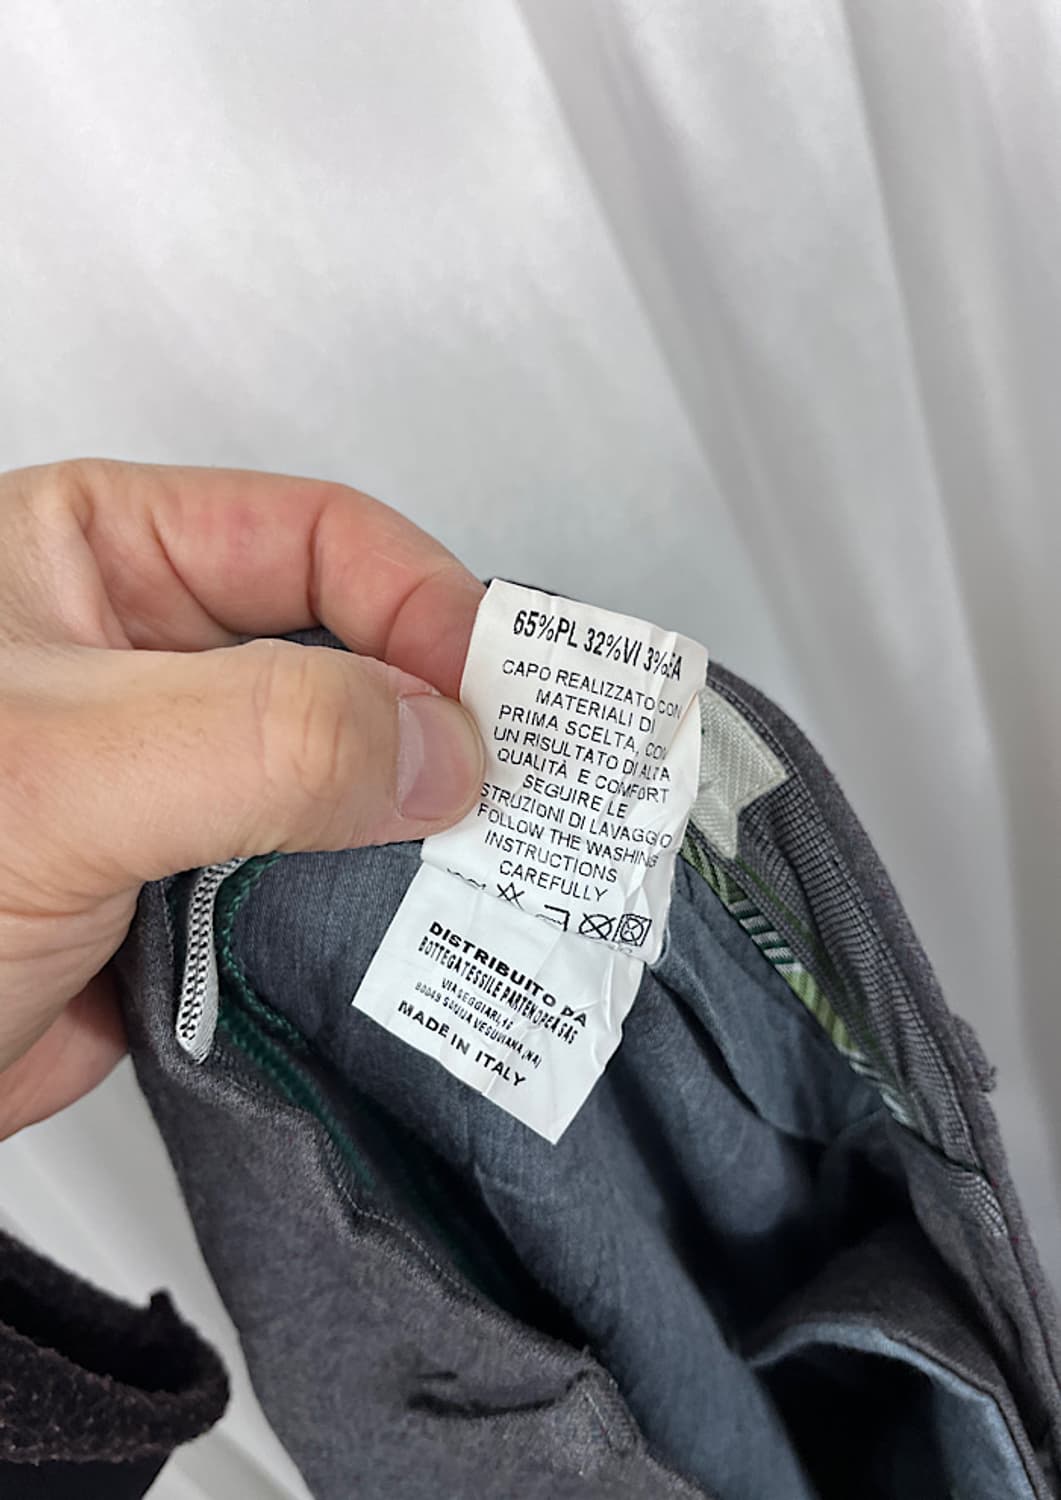 65%PL 32%VI 3%EA
CAPO REALIZZATO CON
MATERIALI DI
PRIMA SCELTA, CON
UN RISULTATO DI ALTA
QUALITÀ E COMFORT
SEGUIRE LE
STRUZIONI DI LAVAGGIO
FOLLOW THE WASHING
INSTRUCTIONS
CAREFULLY
DISTRIBUITO DA
BOTTEGA TESSILE PARTENOPEA SAS
VIA
MADE IN ITALY